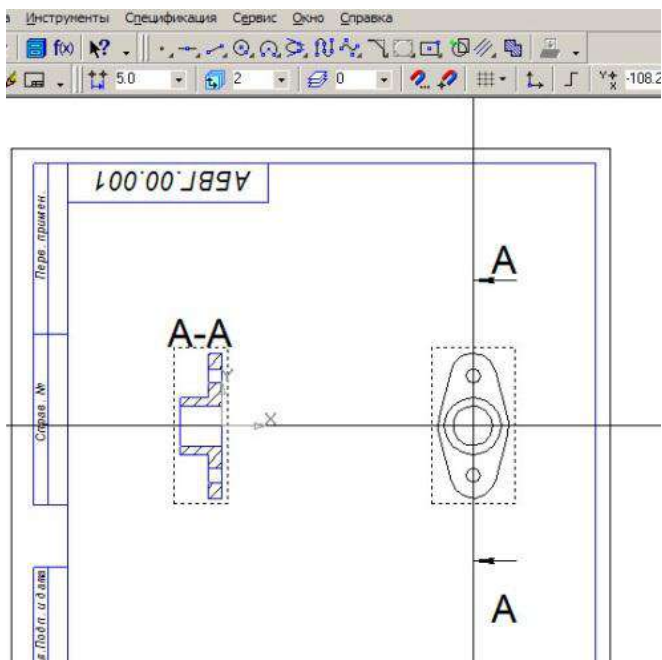 Инструменты Спецификация Сервис Окно Справка
f(x)
5.0 2 0 Y X -108.2
АБВГ.00.001
Перв. примен.
А
А-А
Y
X
Справ. №
А
Подп. и дата